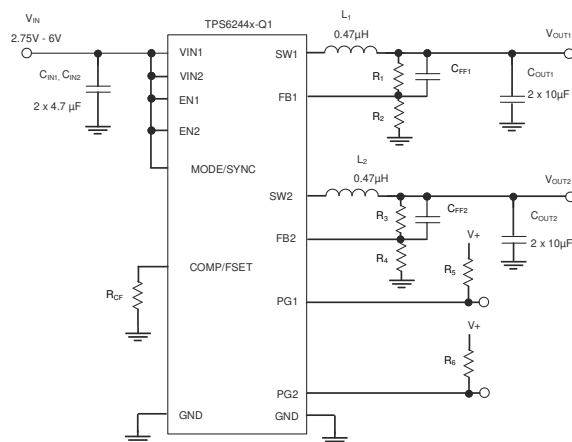 TPS6244x-Q1
VIN
2.75V - 6V
CIN1, CIN2
2 x 4.7 µF
VIN1
VIN2
EN1
EN2
MODE/SYNC
COMP/FSET
RCF
GND
SW1
FB1
SW2
FB2
PG1
PG2
GND
L1
0.47µH
R1
R2
CFF1
COUT1
2 x 10µF
VOUT1
L2
0.47µH
R3
R4
CFF2
COUT2
2 x 10µF
VOUT2
V+
R5
V+
R6